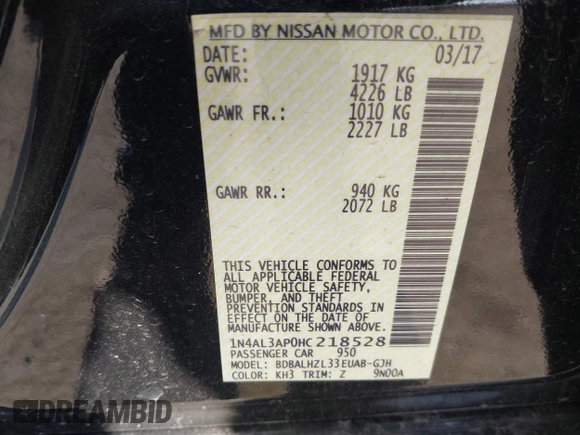 MFD BY NISSAN MOTOR CO., LTD.
DATE: 03/17
GVWR: 1917 KG
4226 LB
GAWR FR.: 1010 KG
2227 LB
GAWR RR.: 940 KG
2072 LB
THIS VEHICLE CONFORMS TO
ALL APPLICABLE FEDERAL
MOTOR VEHICLE SAFETY,
BUMPER, AND THEFT
PREVENTION STANDARDS IN
EFFECT ON THE DATE OF
MANUFACTURE SHOWN ABOVE.
1N4AL3AP0HC218528
PASSENGER CAR 950
MODEL: BDBALHZL33EUAB-GJH
COLOR: KH3 TRIM: Z 9N00A
DREAMBID